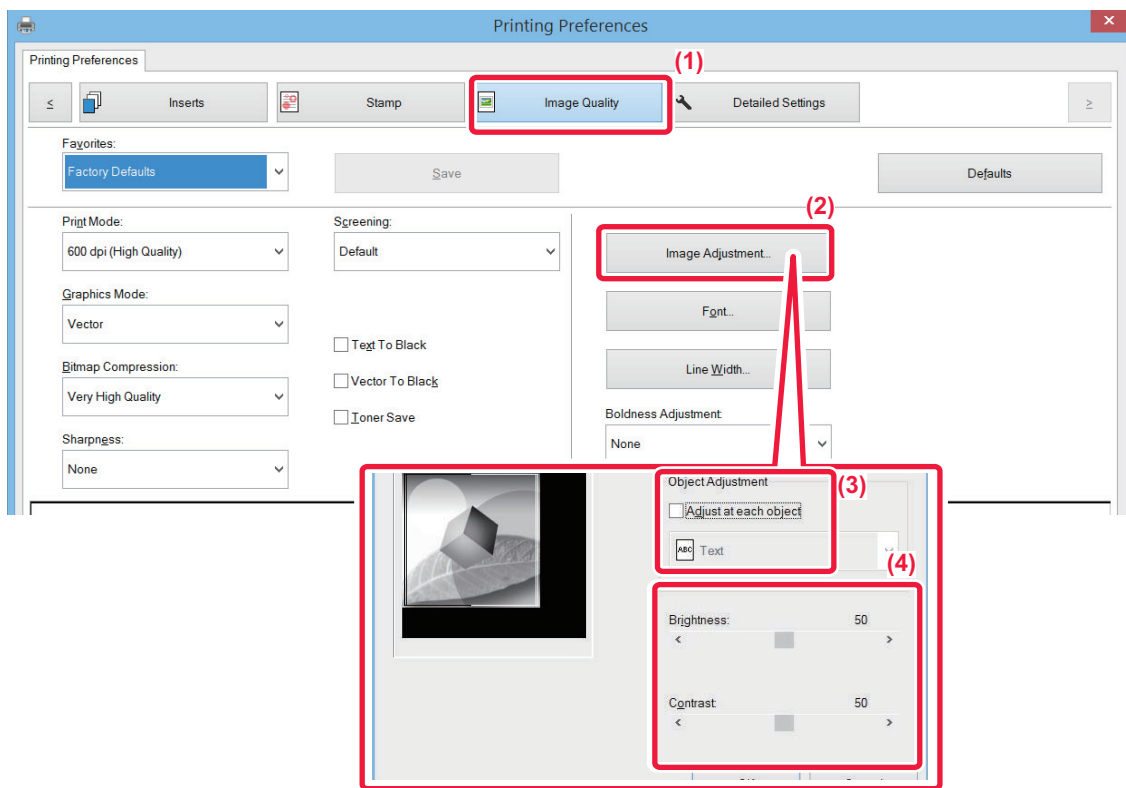 Printing Preferences
Printing Preferences
(1)
<
Inserts
Stamp
Image Quality
Detailed Settings
>
Favorites:
Factory Defaults
Save
Defaults
(2)
Print Mode:
600 dpi (High Quality)
Screening:
Default
Image Adjustment...
Graphics Mode:
Vector
Font...
Text To Black
Bitmap Compression:
Very High Quality
Vector To Black
Line Width...
Toner Save
Boldness Adjustment:
None
Sharpness:
None
Object Adjustment
(3)
Adjust at each object
ABC Text
(4)
Brightness: 50
< >
Contrast: 50
< >